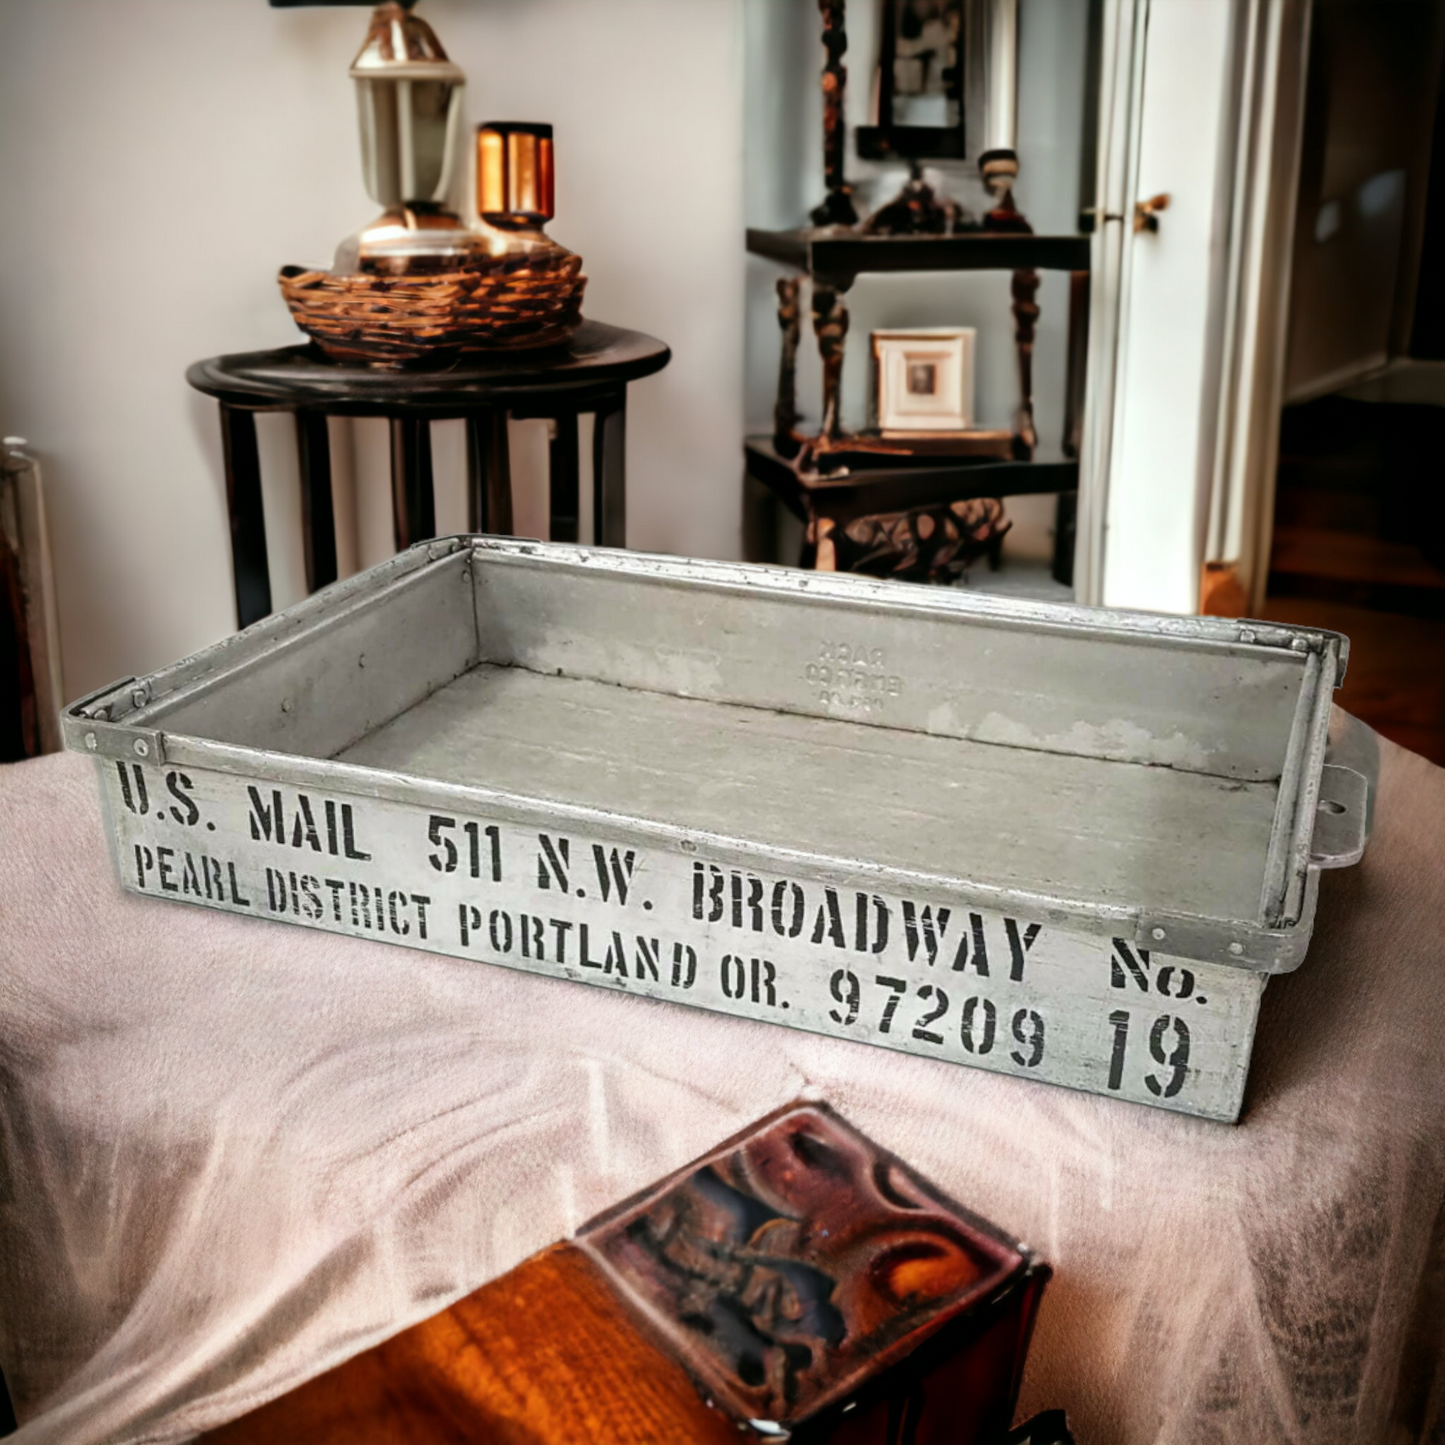 U.S. MAIL 511 N.W. BROADWAY No.
PEARL DISTRICT PORTLAND OR. 97209 19